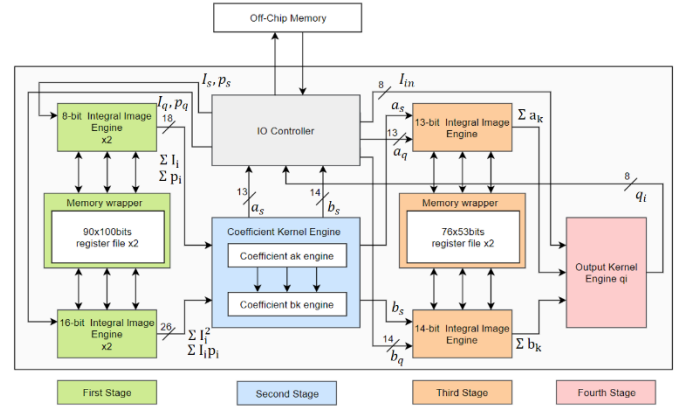 Off-Chip Memory
I_s, p_s
8
I_in
I_q, p_q
a_s
8-bit Integral Image
Engine
x2
18
IO Controller
13-bit Integral Image
Engine
Σ a_k
13
a_q
Σ I_i
Σ p_i
13
a_s
14
b_s
8
q_i
Memory wrapper
90x100bits
register file x2
Coefficient Kernel Engine
Coefficient ak engine
Coefficient bk engine
Memory wrapper
76x53bits
register file x2
Output Kernel
Engine qi
16-bit Integral Image
Engine
x2
26
Σ I_i^2
Σ I_i p_i
b_s
14
b_q
14-bit Integral Image
Engine
Σ b_k
First Stage
Second Stage
Third Stage
Fourth Stage